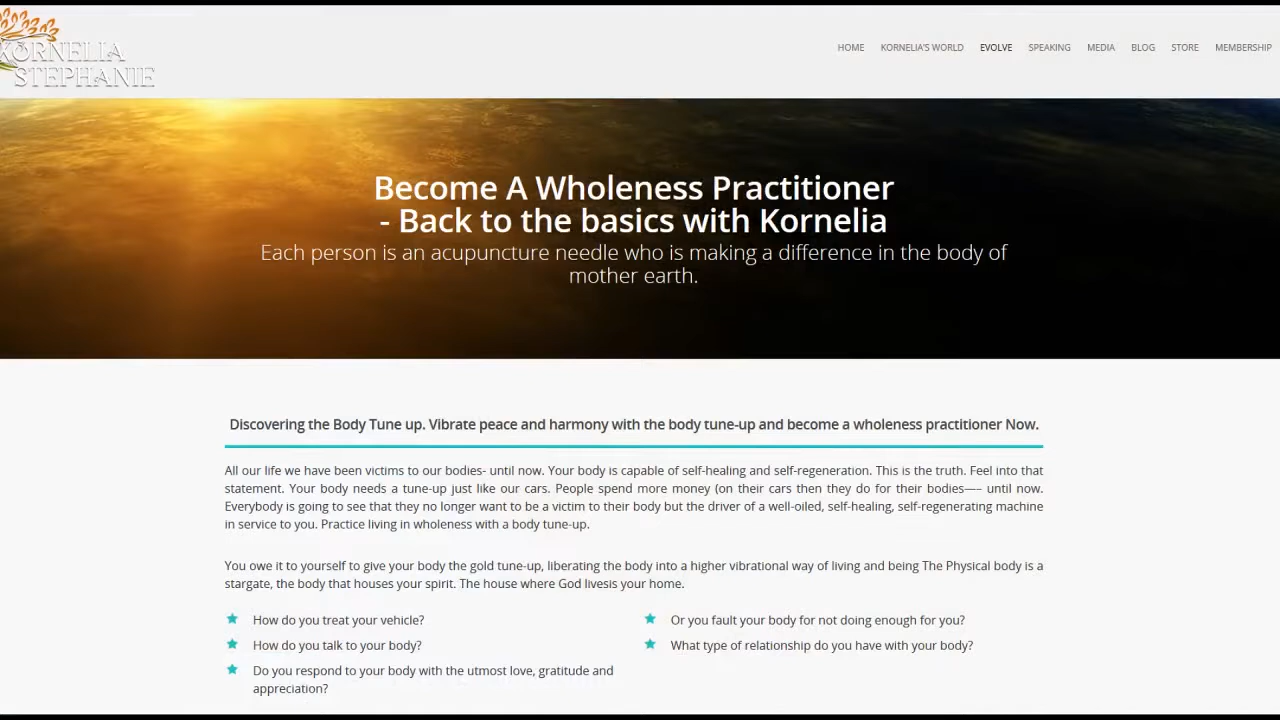 KORNELIA
STEPHANIE
HOME KORNELIA'S WORLD EVOLVE SPEAKING MEDIA BLOG STORE MEMBERSHIP
Become A Wholeness Practitioner
- Back to the basics with Kornelia
Each person is an acupuncture needle who is making a difference in the body of
mother earth.
Discovering the Body Tune up. Vibrate peace and harmony with the body tune-up and become a wholeness practitioner Now.
All our life we have been victims to our bodies- until now. Your body is capable of self-healing and self-regeneration. This is the truth. Feel into that
statement. Your body needs a tune-up just like our cars. People spend more money (on their cars then they do for their bodies—– until now.
Everybody is going to see that they no longer want to be a victim to their body but the driver of a well-oiled, self-healing, self-regenerating machine
in service to you. Practice living in wholeness with a body tune-up.
You owe it to yourself to give your body the gold tune-up, liberating the body into a higher vibrational way of living and being The Physical body is a
stargate, the body that houses your spirit. The house where God livesis your home.
How do you treat your vehicle?
How do you talk to your body?
Do you respond to your body with the utmost love, gratitude and
appreciation?
Or you fault your body for not doing enough for you?
What type of relationship do you have with your body?